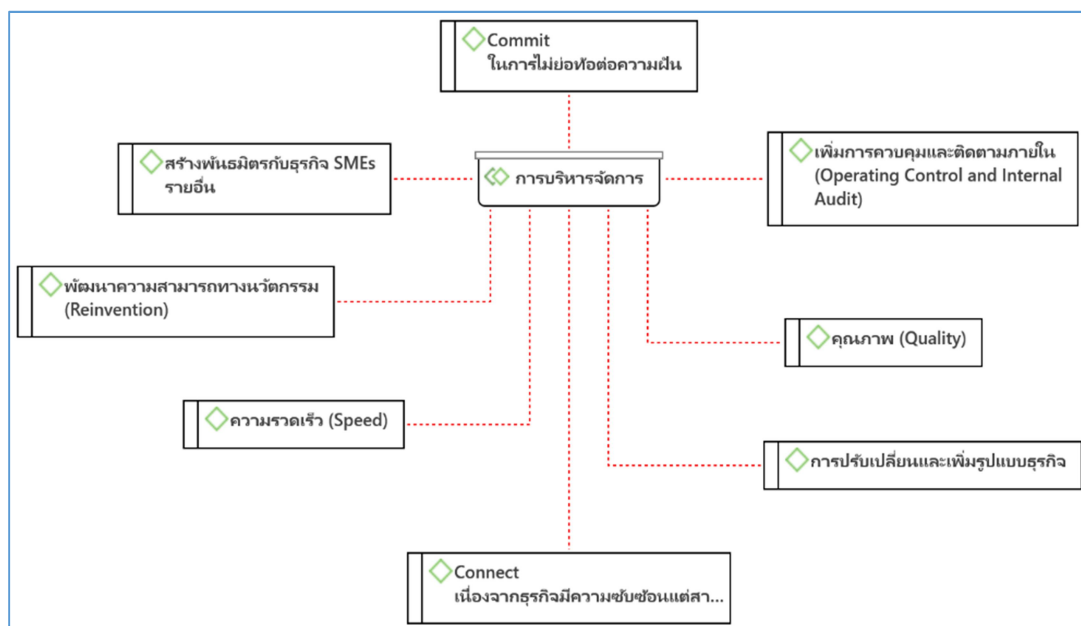 Commit
ในการไม่ย่อท้อต่อความฝัน
สร้างพันธมิตรกับธุรกิจ SMEs
รายอื่น
การบริหารจัดการ
เพิ่มการควบคุมและติดตามภายใน
(Operating Control and Internal
Audit)
พัฒนาความสามารถทางนวัตกรรม
(Reinvention)
คุณภาพ (Quality)
ความรวดเร็ว (Speed)
การปรับเปลี่ยนและเพิ่มรูปแบบธุรกิจ
Connect
เนื่องจากธุรกิจมีความซับซ้อนแต่สา...